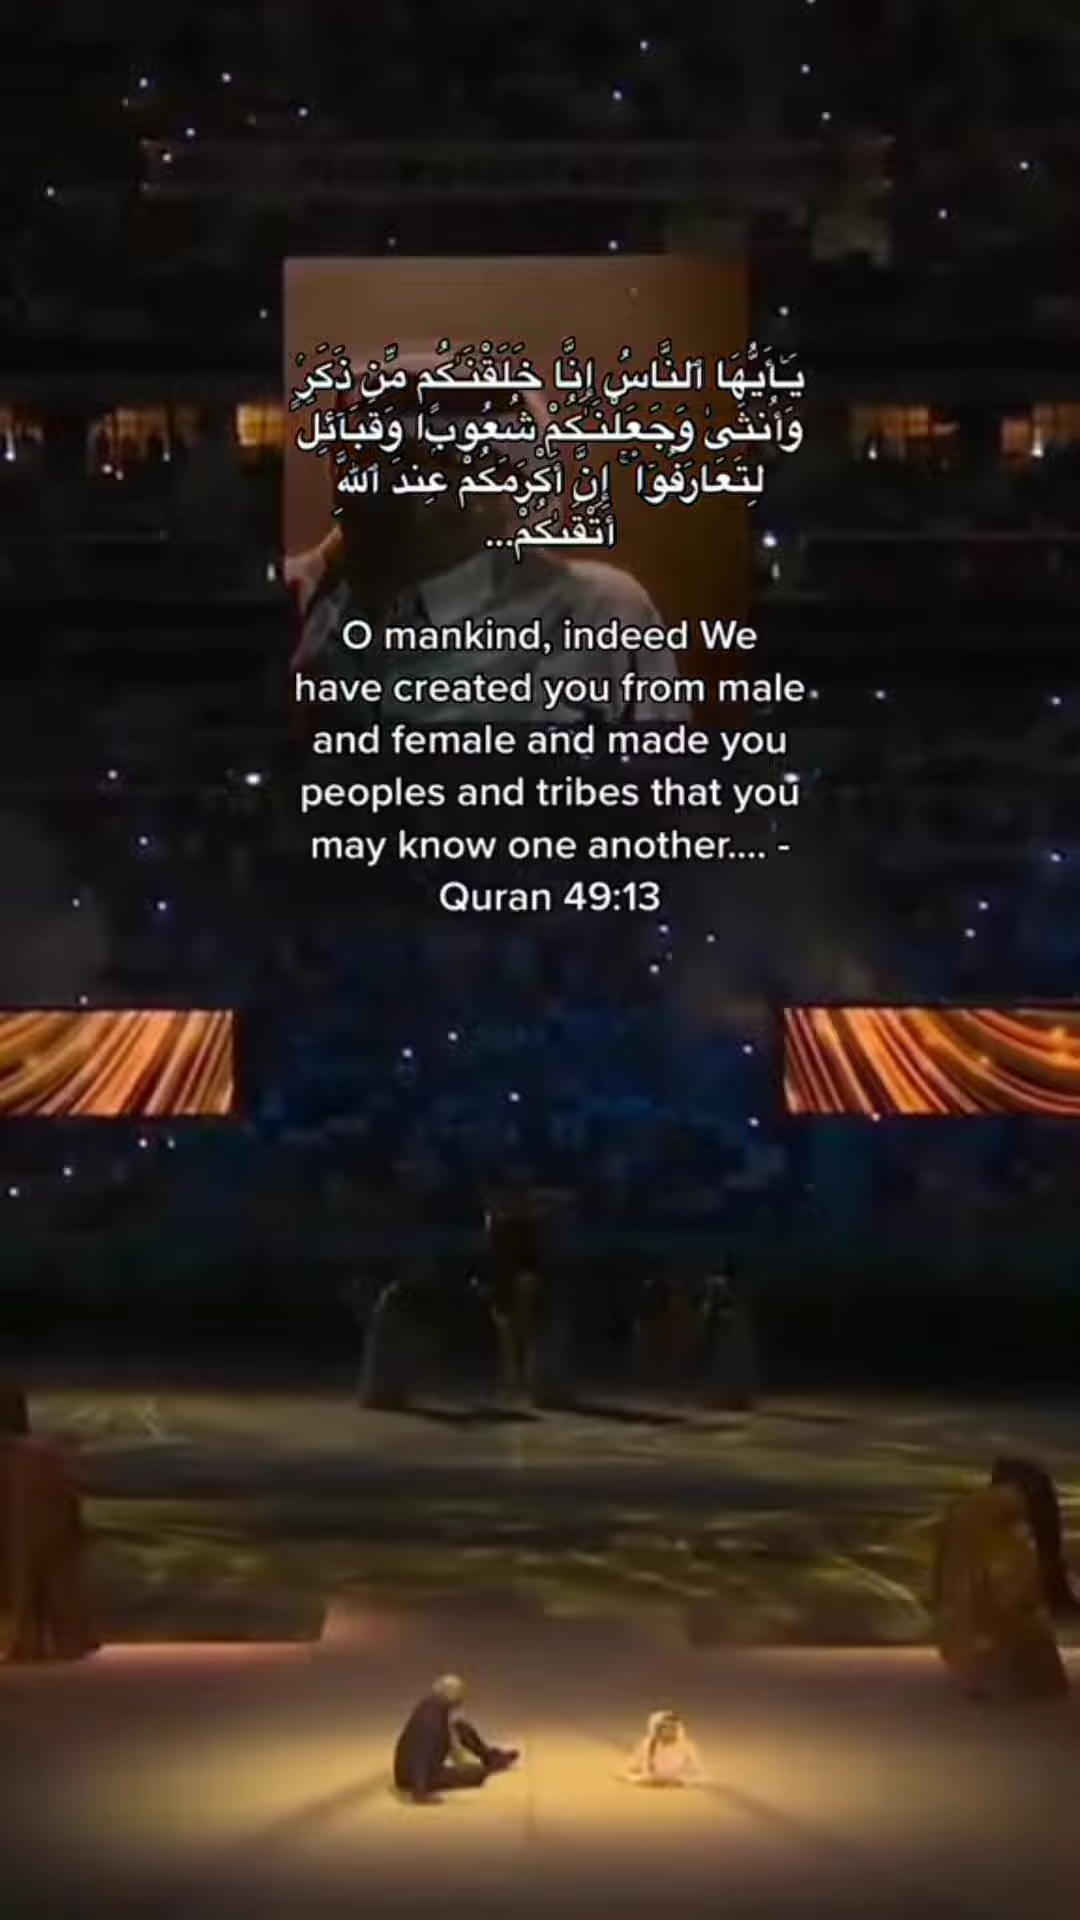 يَـٰٓأَيُّهَا ٱلنَّاسُ إِنَّا خَلَقْنَـٰكُم مِّن ذَكَرٍ
وَأُنثَىٰ وَجَعَلْنَـٰكُمْ شُعُوبًا وَقَبَآئِلَ
لِتَعَارَفُوٓا۟ ۚ إِنَّ أَكْرَمَكُمْ عِندَ ٱللَّهِ
أَتْقَىٰكُمْ...
O mankind, indeed We
have created you from male
and female and made you
peoples and tribes that you
may know one another.... -
Quran 49:13